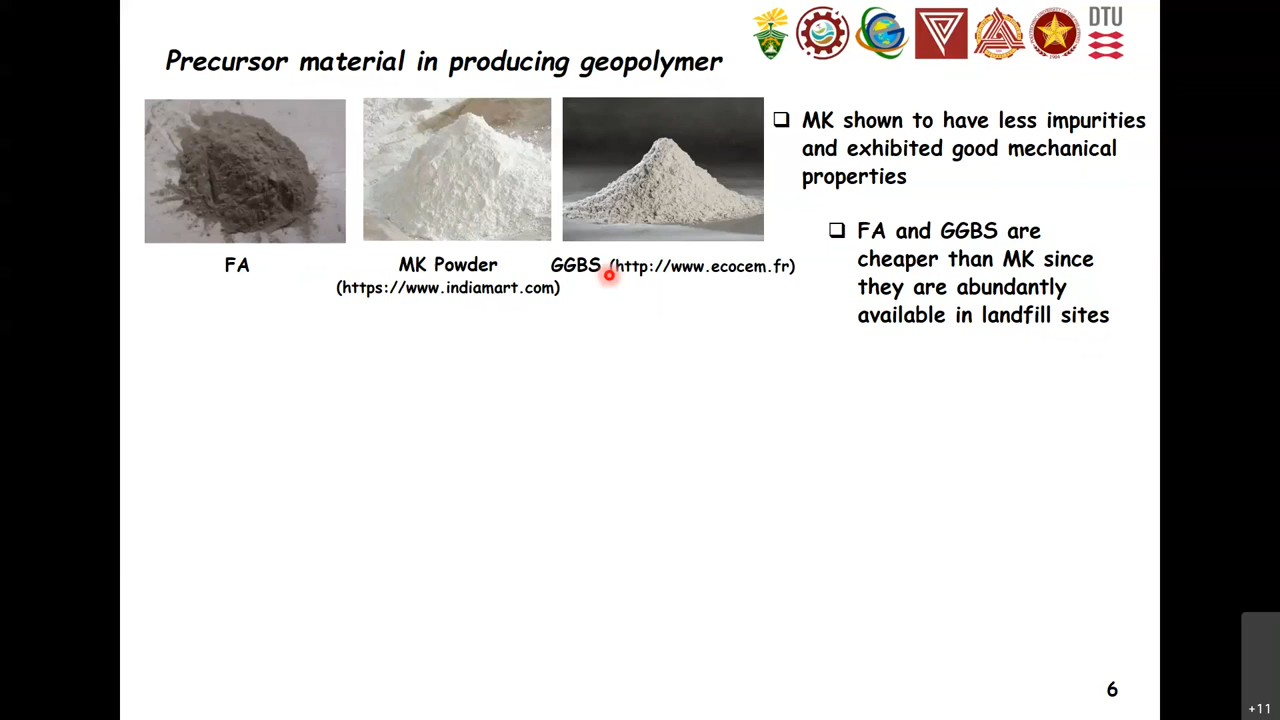 DTU
Precursor material in producing geopolymer
MK shown to have less impurities
and exhibited good mechanical
properties
FA and GGBS are
cheaper than MK since
they are abundantly
available in landfill sites
FA
MK Powder
(https://www.indiamart.com)
GGBS (http://www.ecocem.fr)
6
+11